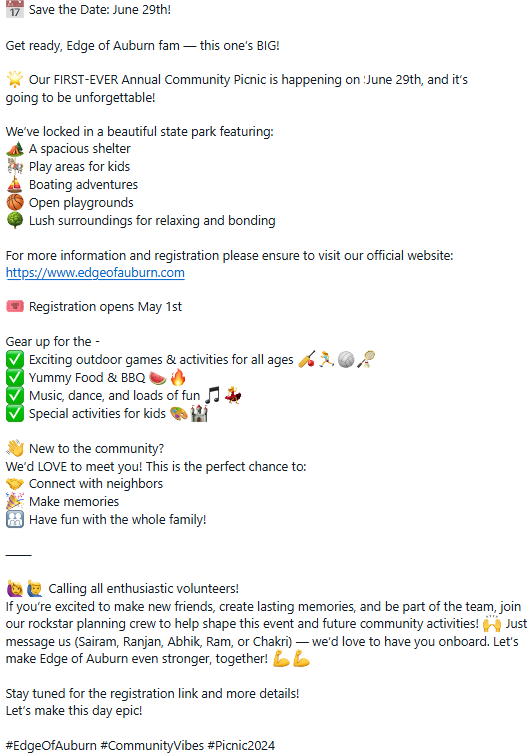 📅 Save the Date: June 29th!
Get ready, Edge of Auburn fam — this one's BIG!
🌟 Our FIRST-EVER Annual Community Picnic is happening on June 29th, and it's
going to be unforgettable!
We've locked in a beautiful state park featuring:
🏕️ A spacious shelter
🎠 Play areas for kids
⛵ Boating adventures
🏀 Open playgrounds
🌳 Lush surroundings for relaxing and bonding
For more information and registration please ensure to visit our official website:
https://www.edgeofauburn.com
🎟️ Registration opens May 1st
Gear up for the -
✅ Exciting outdoor games & activities for all ages 🏏🏃‍♂️🏐🎾
✅ Yummy Food & BBQ 🍉🔥
✅ Music, dance, and loads of fun 🎵💃
✅ Special activities for kids 🎨🏰
👋 New to the community?
We'd LOVE to meet you! This is the perfect chance to:
🤝 Connect with neighbors
🎉 Make memories
👨‍👩‍👧‍👦 Have fun with the whole family!
——
🙋‍♀️🙋‍♂️ Calling all enthusiastic volunteers!
If you're excited to make new friends, create lasting memories, and be part of the team, join
our rockstar planning crew to help shape this event and future community activities! 🙌 Just
message us (Sairam, Ranjan, Abhik, Ram, or Chakri) — we'd love to have you onboard. Let's
make Edge of Auburn even stronger, together! 💪💪
Stay tuned for the registration link and more details!
Let's make this day epic!
#EdgeOfAuburn #CommunityVibes #Picnic2024